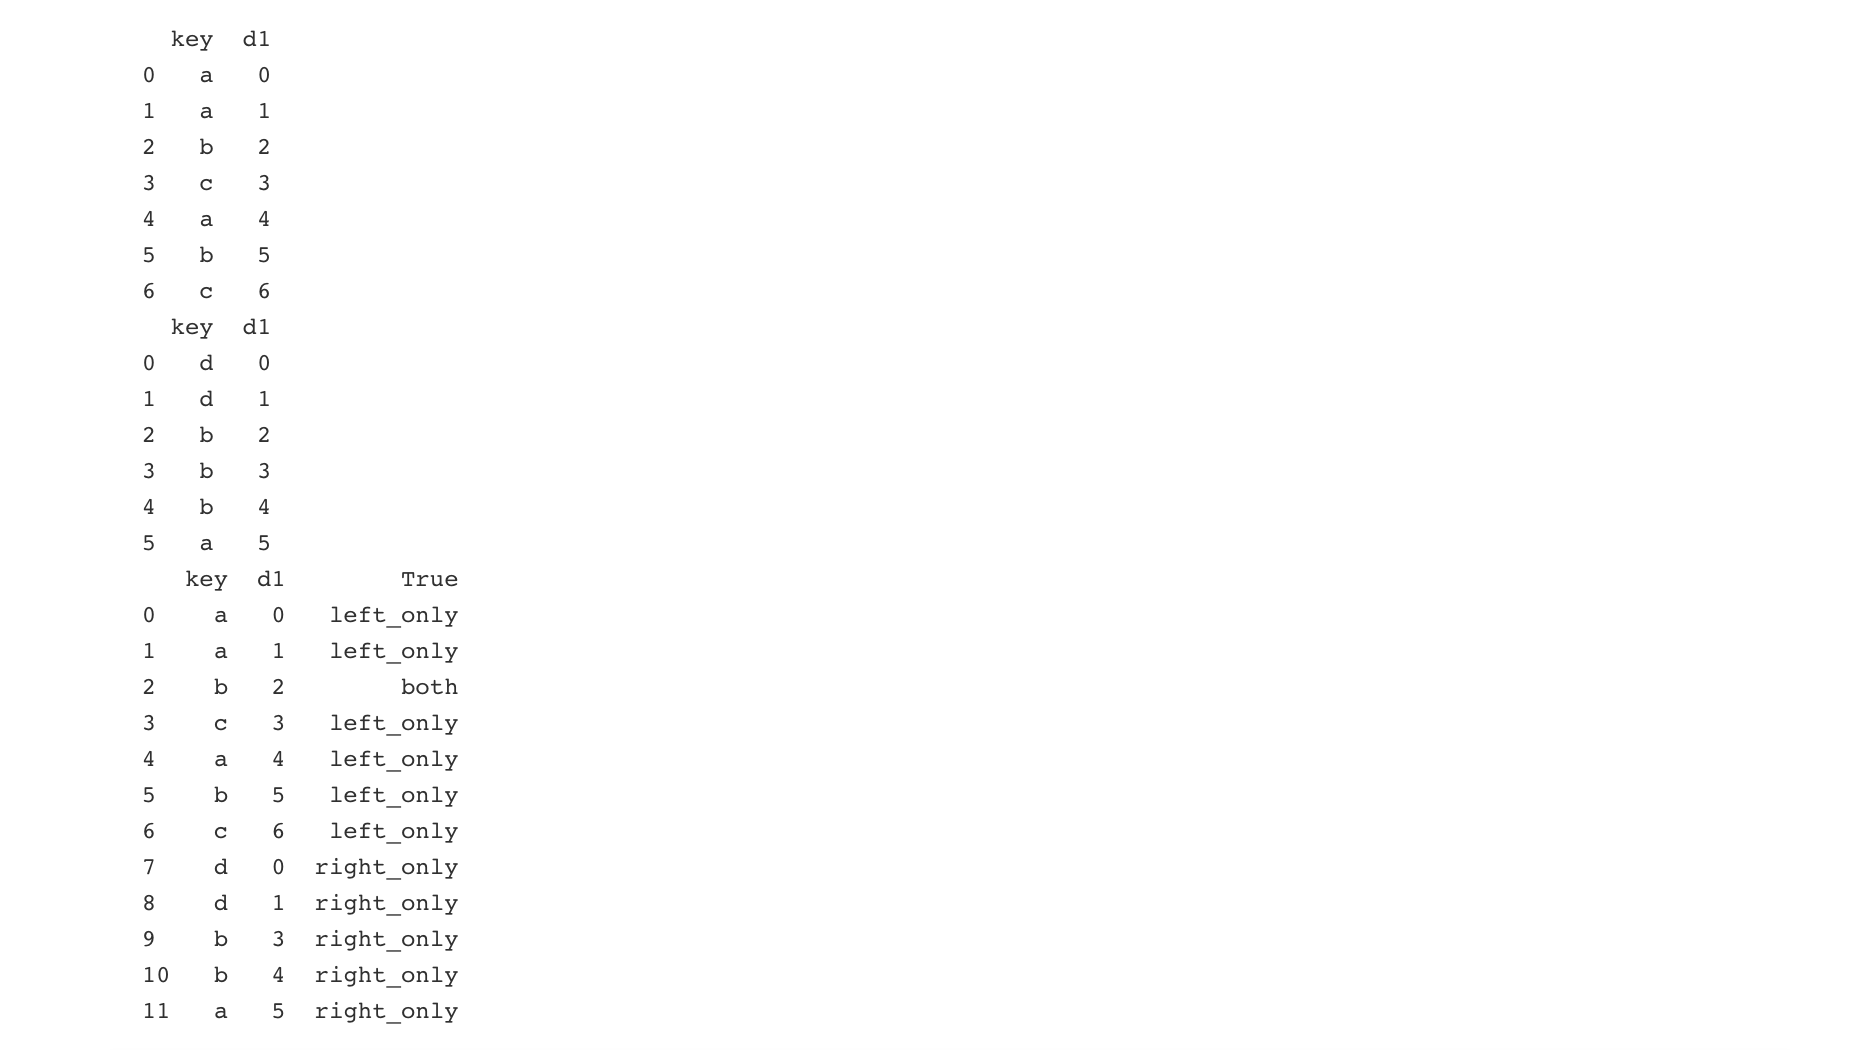 key d1
0 a 0
1 a 1
2 b 2
3 c 3
4 a 4
5 b 5
6 c 6
key d1
0 d 0
1 d 1
2 b 2
3 b 3
4 b 4
5 a 5
key d1 True
0 a 0 left_only
1 a 1 left_only
2 b 2 both
3 c 3 left_only
4 a 4 left_only
5 b 5 left_only
6 c 6 left_only
7 d 0 right_only
8 d 1 right_only
9 b 3 right_only
10 b 4 right_only
11 a 5 right_only